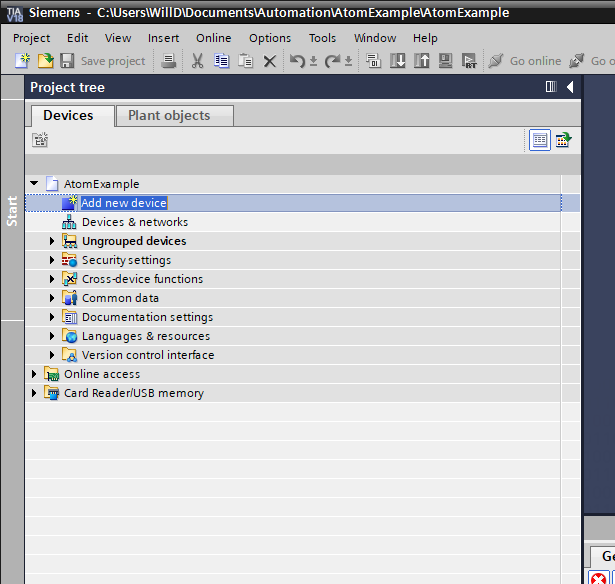 TIA V18 Siemens - C:\Users\WillD\Documents\Automation\AtomExample\AtomExample
Project Edit View Insert Online Options Tools Window Help
Save project Go online Go o
Project tree
Devices Plant objects
Start
AtomExample
Add new device
Devices & networks
Ungrouped devices
Security settings
Cross-device functions
Common data
Documentation settings
Languages & resources
Version control interface
Online access
Card Reader/USB memory
Ge